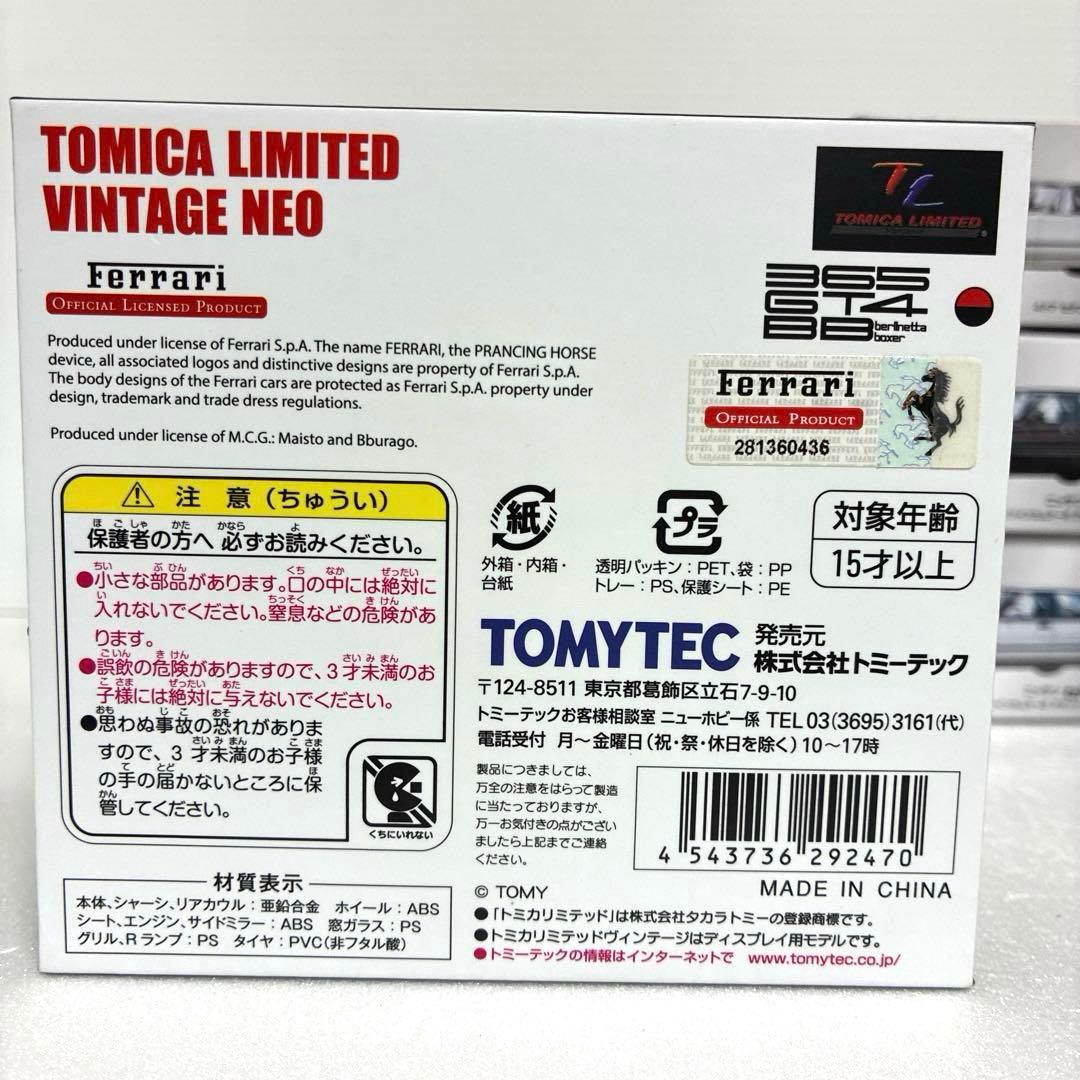 TOMICA LIMITED
VINTAGE NEO
TL
TOMICA LIMITED
Ferrari
OFFICIAL LICENSED PRODUCT
365
GT4
BB berlinetta
boxer
Produced under license of Ferrari S.p.A. The name FERRARI, the PRANCING HORSE
device, all associated logos and distinctive designs are property of Ferrari S.p.A.
The body designs of the Ferrari cars are protected as Ferrari S.p.A. property under
design, trademark and trade dress regulations.
Produced under license of M.C.G.: Maisto and Bburago.
Ferrari
OFFICIAL PRODUCT
281360436
注 意（ちゅうい）
保護者の方へ 必ずお読みください。
●小さな部品があります。口の中には絶対に
入れないでください。窒息などの危険があ
ります。
●誤飲の危険がありますので、3才未満のお
子様には絶対に与えないでください。
●思わぬ事故の恐れがありま
すので、3才未満のお子様
の手の届かないところに保
管してください。
くちにいれない
紙
外箱・内箱・
台紙
プラ
透明パッキン：PET、袋：PP
トレー：PS、保護シート：PE
対象年齢
15才以上
TOMYTEC 発売元
株式会社トミーテック
〒124-8511 東京都葛飾区立石7-9-10
トミーテックお客様相談室 ニューホビー係 TEL 03(3695)3161(代)
電話受付 月〜金曜日（祝・祭・休日を除く）10〜17時
製品につきましては、
万全の注意をはらって製造
に当たっておりますが、
万一お気付きの点がござい
ましたら上記までご連絡
ください。
4 543736 292470
MADE IN CHINA
材質表示
本体、シャーシ、リアカウル：亜鉛合金 ホイール：ABS
シート、エンジン、サイドミラー：ABS 窓ガラス：PS
グリル、Rランプ：PS タイヤ：PVC（非フタル酸）
© TOMY
●「トミカリミテッド」は株式会社タカラトミーの登録商標です。
●トミカリミテッドヴィンテージはディスプレイ用モデルです。
●トミーテックの情報はインターネットで www.tomytec.co.jp/